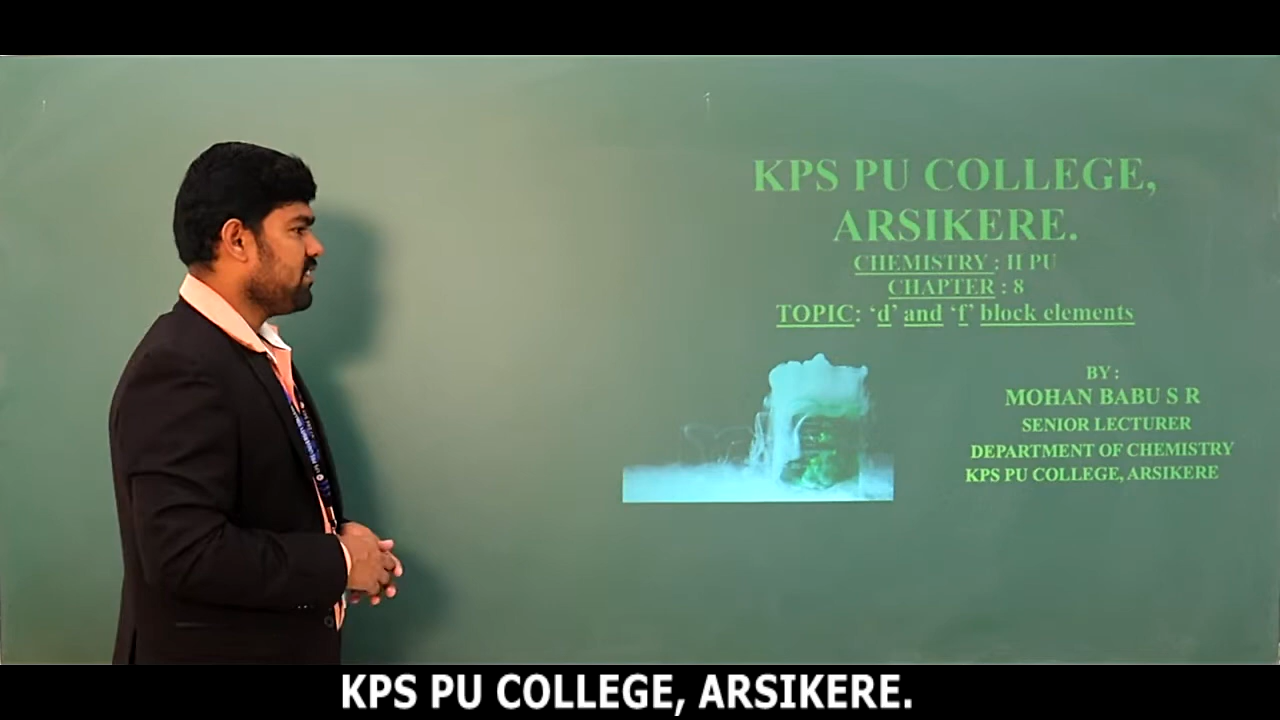 KPS PU COLLEGE,
ARSIKERE.
CHEMISTRY : II PU
CHAPTER : 8
TOPIC: ‘d’ and ‘f’ block elements
BY :
MOHAN BABU S R
SENIOR LECTURER
DEPARTMENT OF CHEMISTRY
KPS PU COLLEGE, ARSIKERE
KPS PU COLLEGE, ARSIKERE.